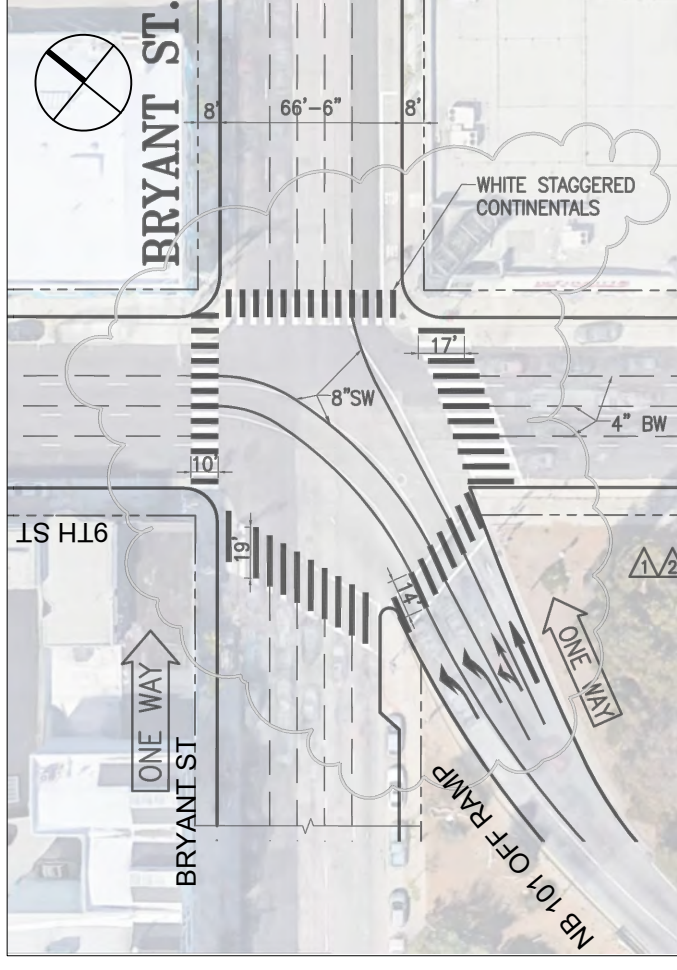 BRYANT ST.
8'
66'-6"
8'
WHITE STAGGERED
CONTINENTALS
17'
8"SW
4" BW
10'
9TH ST
19'
14'
1
2
ONE WAY
ONE WAY
BRYANT ST
NB 101 OFF RAMP